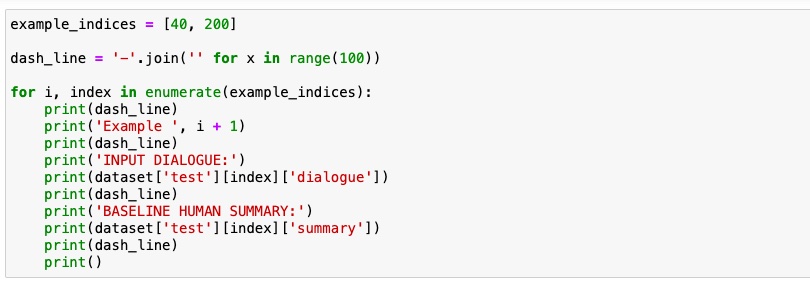 example_indices = [40, 200]
dash_line = '-'.join('' for x in range(100))
for i, index in enumerate(example_indices):
    print(dash_line)
    print('Example ', i + 1)
    print(dash_line)
    print('INPUT DIALOGUE:')
    print(dataset['test'][index]['dialogue'])
    print(dash_line)
    print('BASELINE HUMAN SUMMARY:')
    print(dataset['test'][index]['summary'])
    print(dash_line)
    print()